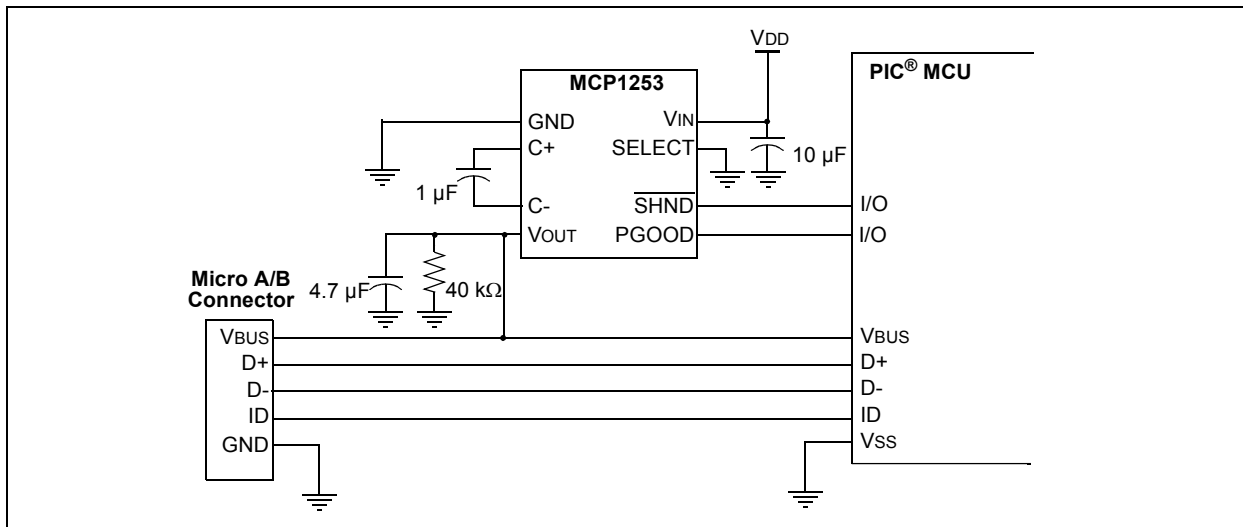 VDD
MCP1253
PIC® MCU
GND
VIN
C+
SELECT
10 µF
1 µF
C-
SHND
I/O
VOUT
PGOOD
I/O
Micro A/B
Connector
4.7 µF
40 kΩ
VBUS
VBUS
D+
D+
D-
D-
ID
ID
GND
VSS